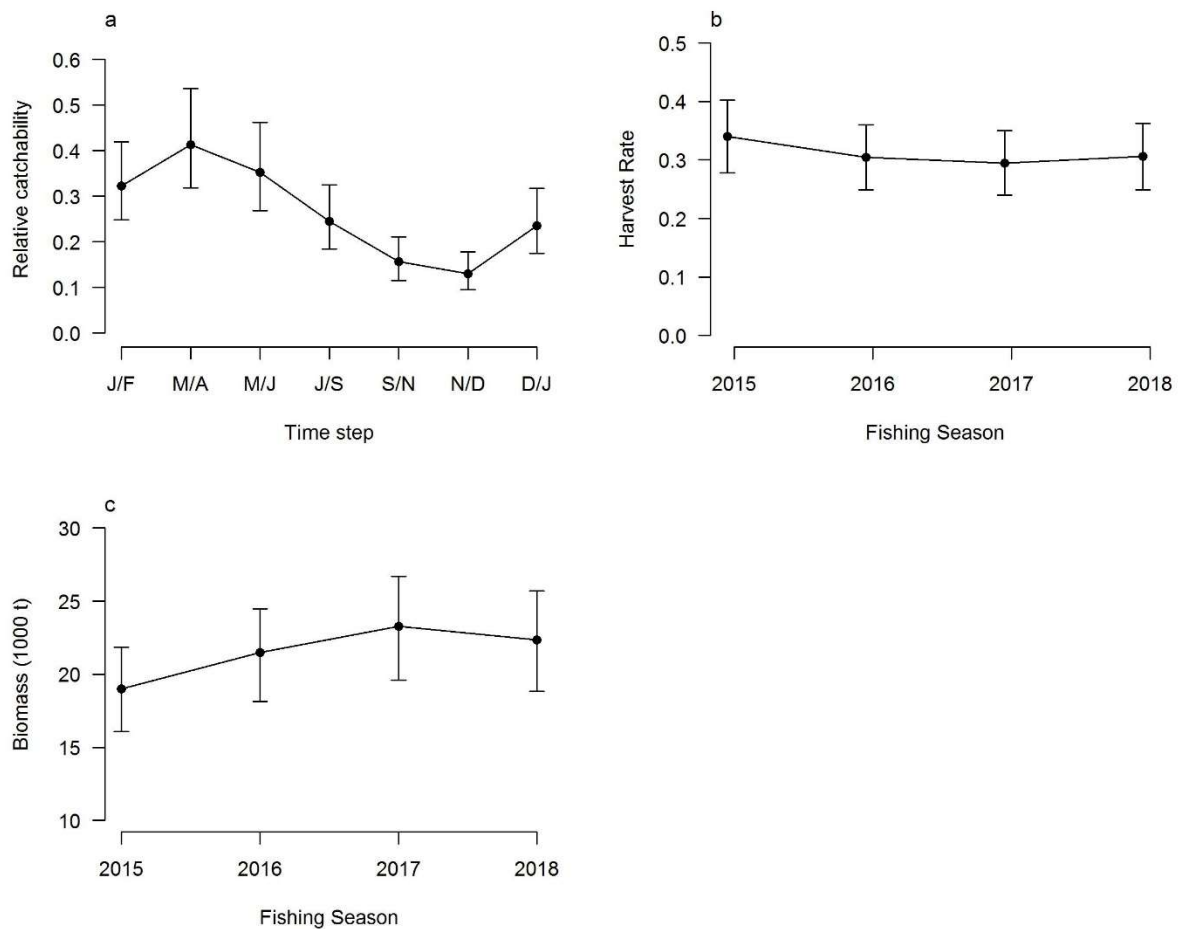 a
0.6
0.5
0.4
0.3
0.2
0.1
0.0
Relative catchability
J/F M/A M/J J/S S/N N/D D/J
Time step
b
0.5
0.4
0.3
0.2
0.1
0.0
Harvest Rate
2015 2016 2017 2018
Fishing Season
c
30
25
20
15
10
Biomass (1000 t)
2015 2016 2017 2018
Fishing Season